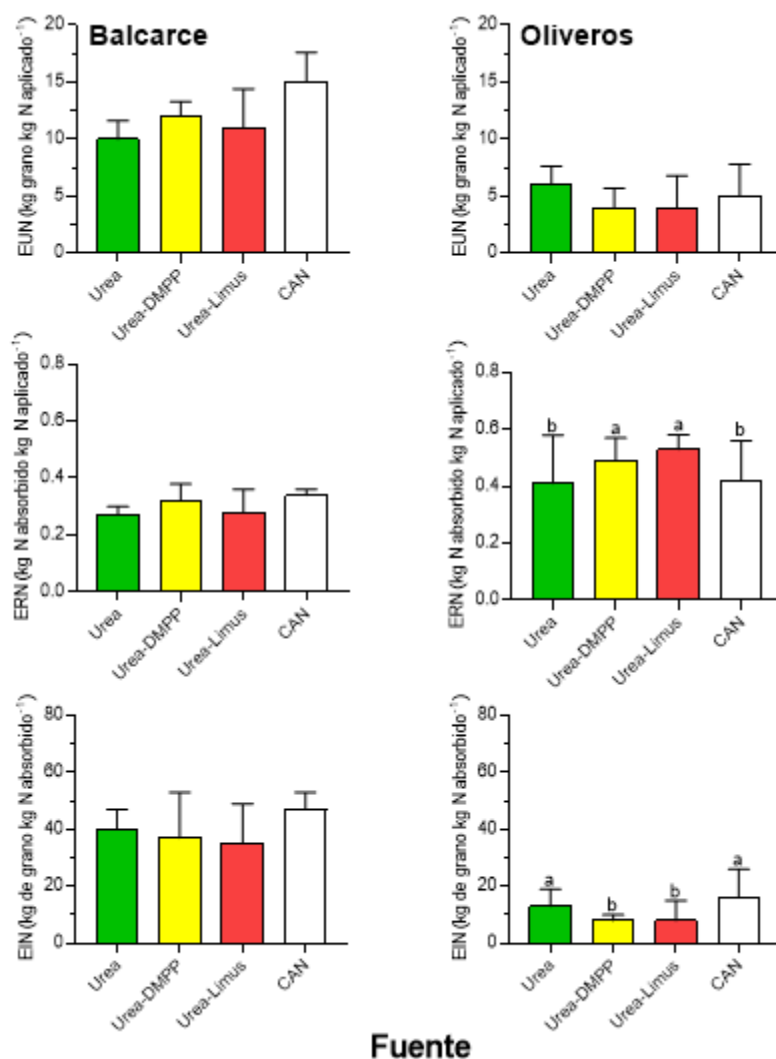 Balcarce
EUN (kg grano kg N aplicado⁻¹)
20
15
10
5
0
Urea
Urea-DMPP
Urea-Limus
CAN
Oliveros
EUN (kg grano kg N aplicado⁻¹)
20
15
10
5
0
Urea
Urea-DMPP
Urea-Limus
CAN
ERN (kg N absorbido kg N aplicado⁻¹)
0.8
0.6
0.4
0.2
0.0
Urea
Urea-DMPP
Urea-Limus
CAN
ERN (kg N absorbido kg N aplicado⁻¹)
0.8
0.6
0.4
0.2
0.0
b a a b
Urea
Urea-DMPP
Urea-Limus
CAN
EIN (kg de grano kg N absorbido⁻¹)
80
60
40
20
0
Urea
Urea-DMPP
Urea-Limus
CAN
EIN (kg de grano kg N absorbido⁻¹)
80
60
40
20
0
a b b a
Urea
Urea-DMPP
Urea-Limus
CAN
Fuente